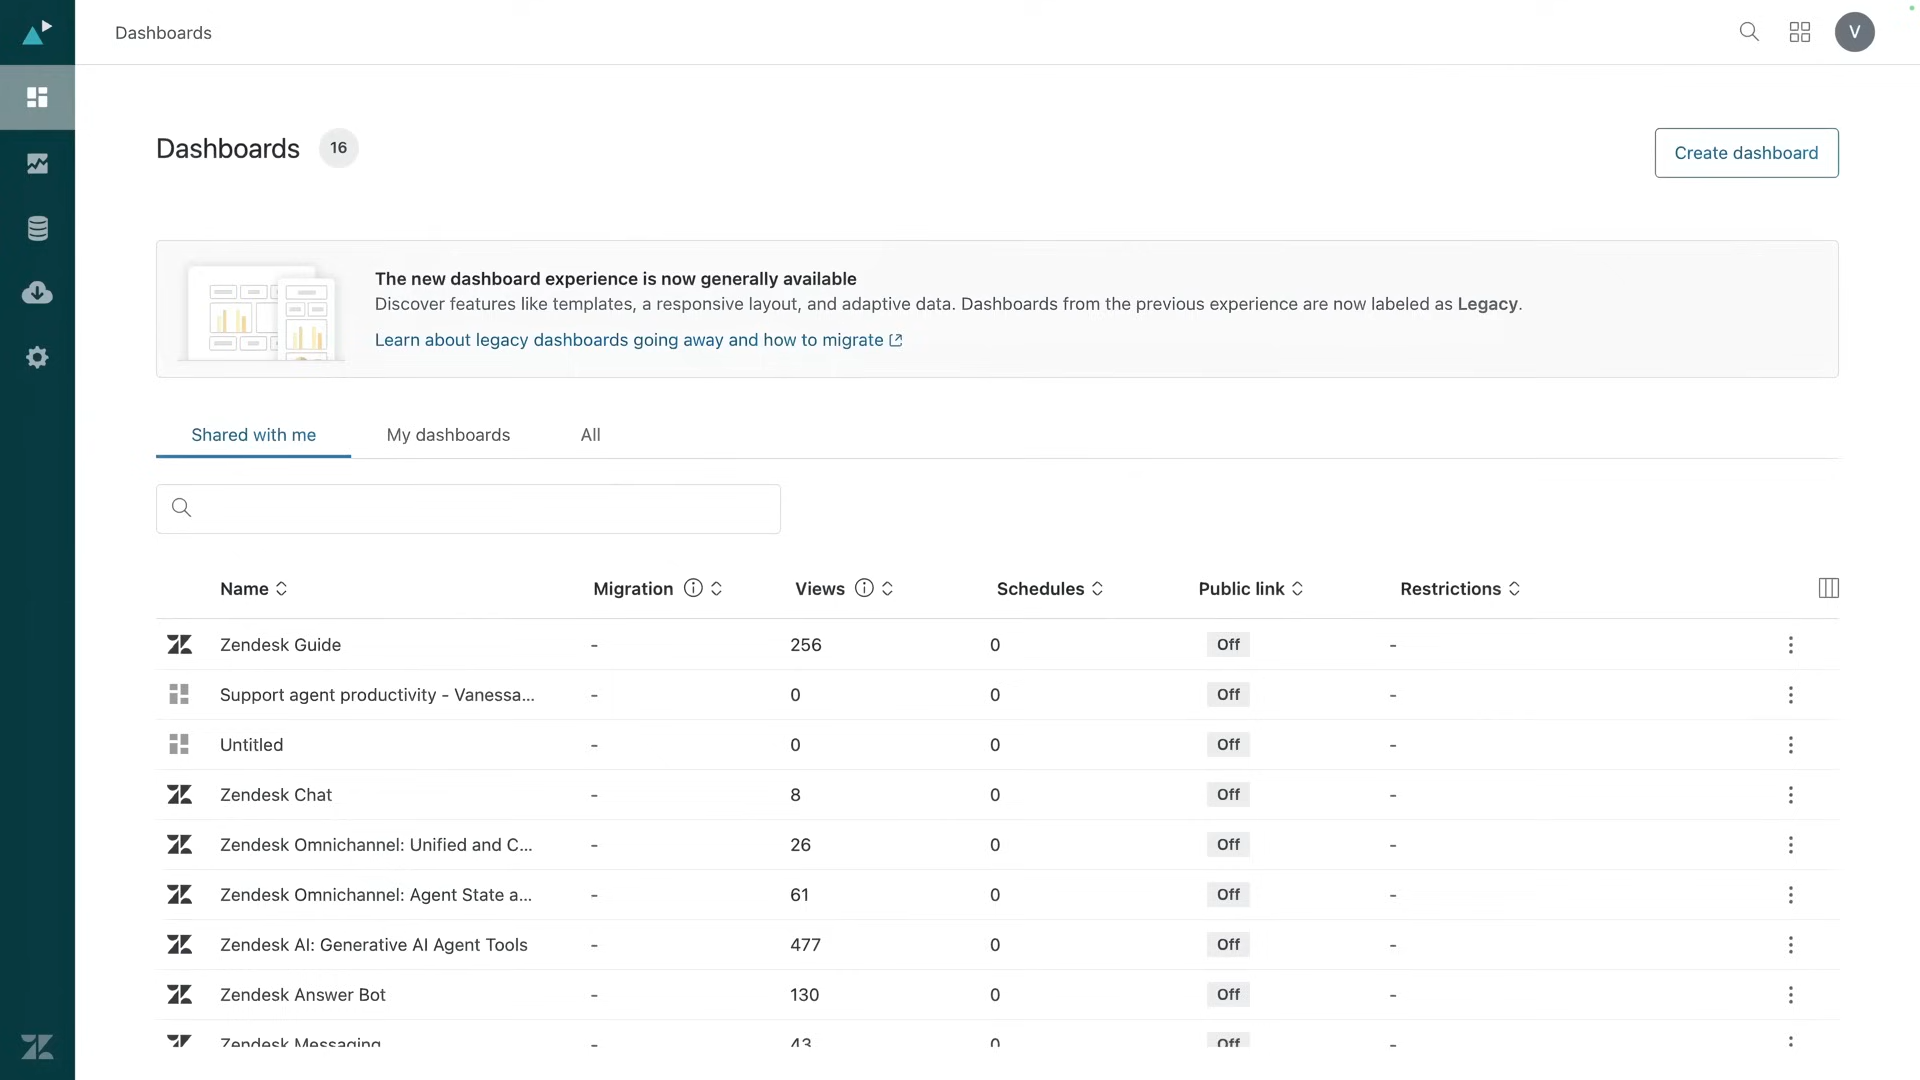 Dashboards
V
Dashboards 16
Create dashboard
The new dashboard experience is now generally available
Discover features like templates, a responsive layout, and adaptive data. Dashboards from the previous experience are now labeled as Legacy.
Learn about legacy dashboards going away and how to migrate
Shared with me My dashboards All
Name Migration Views Schedules Public link Restrictions
Zendesk Guide - 256 0 Off -
Support agent productivity - Vanessa... - 0 0 Off -
Untitled - 0 0 Off -
Zendesk Chat - 8 0 Off -
Zendesk Omnichannel: Unified and C... - 26 0 Off -
Zendesk Omnichannel: Agent State a... - 61 0 Off -
Zendesk AI: Generative AI Agent Tools - 477 0 Off -
Zendesk Answer Bot - 130 0 Off -
Zendesk Messaging - 43 0 Off -